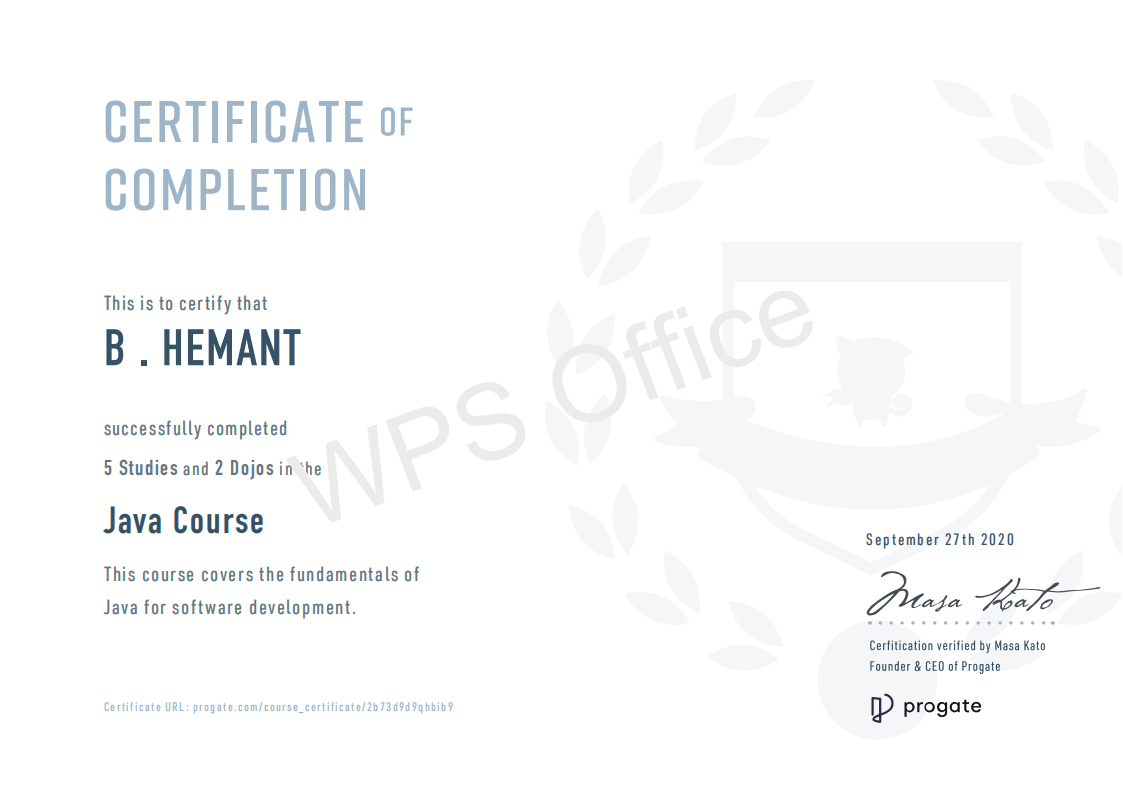 CERTIFICATE OF
COMPLETION
This is to certify that
B . HEMANT
successfully completed
5 Studies and 2 Dojos in the
Java Course
This course covers the fundamentals of
Java for software development.
WPS Office
September 27th 2020
Masa Kato
Cerfitication verified by Masa Kato
Founder & CEO of Progate
progate
Certificate URL: progate.com/course_certificate/2b73d9d9qhbib9